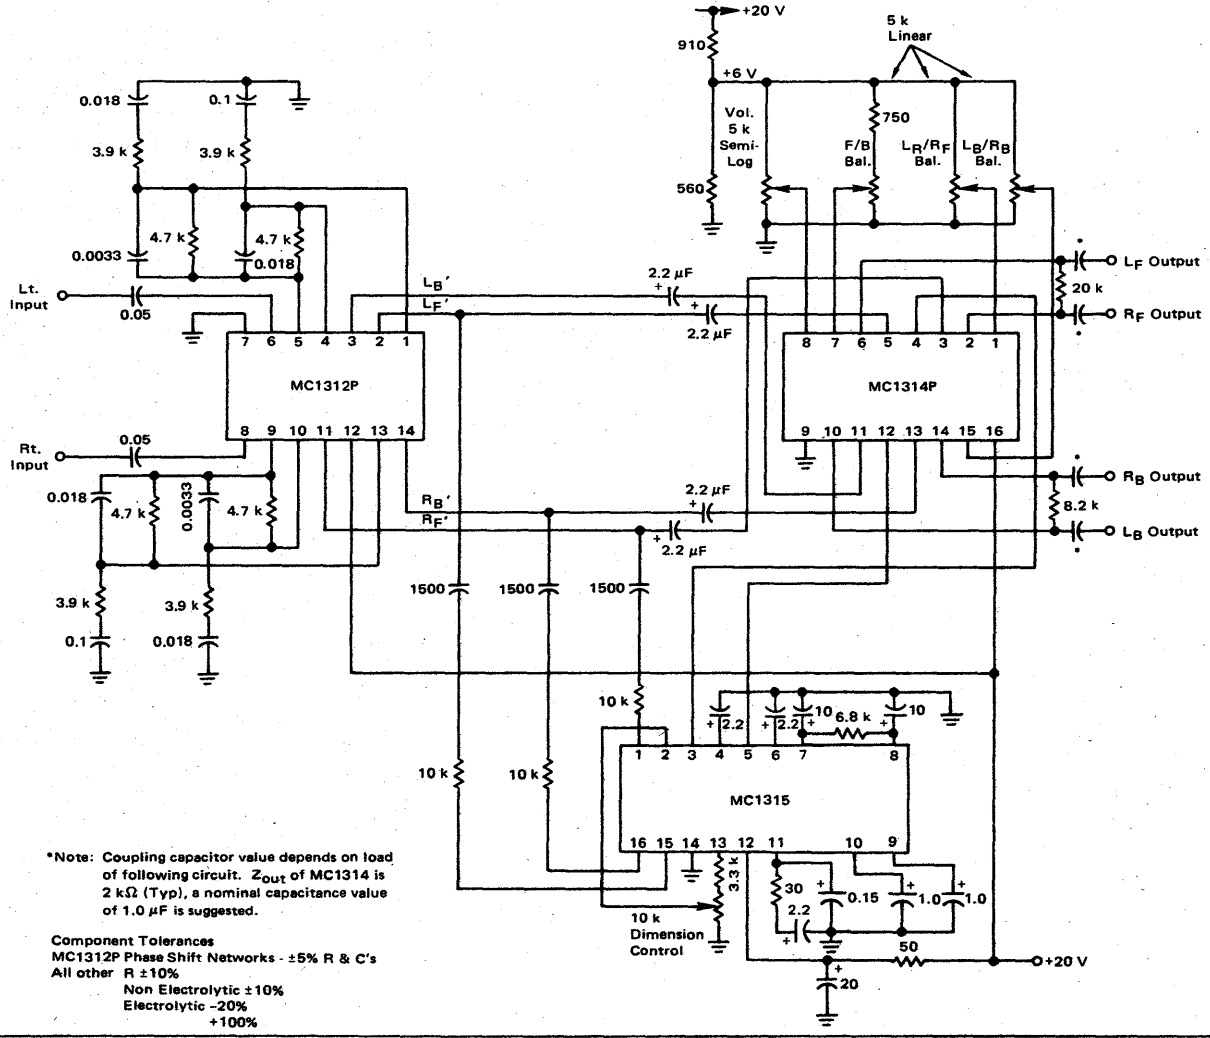 +20 V
910
+6 V
5 k
Linear
0.018
0.1
3.9 k
3.9 k
Vol.
5 k
Semi-
Log
750
F/B
Bal.
LR/RF
Bal.
LB/RB
Bal.
560
4.7 k
4.7 k
0.0033
0.018
Lt.
Input
0.05
LB′
LF′
2.2 µF
+
+
2.2 µF
*
LF Output
20 k
RF Output
*
7 6 5 4 3 2 1
MC1312P
8 9 10 11 12 13 14
8 7 6 5 4 3 2 1
MC1314P
9 10 11 12 13 14 15 16
Rt.
Input
0.05
0.018
4.7 k
0.0033
4.7 k
RB′
RF′
2.2 µF
+
+
2.2 µF
*
RB Output
8.2 k
LB Output
*
1500
1500
1500
3.9 k
3.9 k
0.1
0.018
10 k
10 k
10 k
+ 2.2
+ 2.2
10
+
6.8 k
10
+
1 2 3 4 5 6 7 8
MC1315
16 15 14 13 12 11 10 9
3.3 k
30
2.2
+
+
0.15
+
1.0
+
1.0
10 k
Dimension
Control
50
+
20
+20 V
*Note: Coupling capacitor value depends on load
of following circuit. Zout of MC1314 is
2 kΩ (Typ), a nominal capacitance value
of 1.0 µF is suggested.
Component Tolerances
MC1312P Phase Shift Networks - ±5% R & C's
All other R ±10%
Non Electrolytic ±10%
Electrolytic -20%
+100%